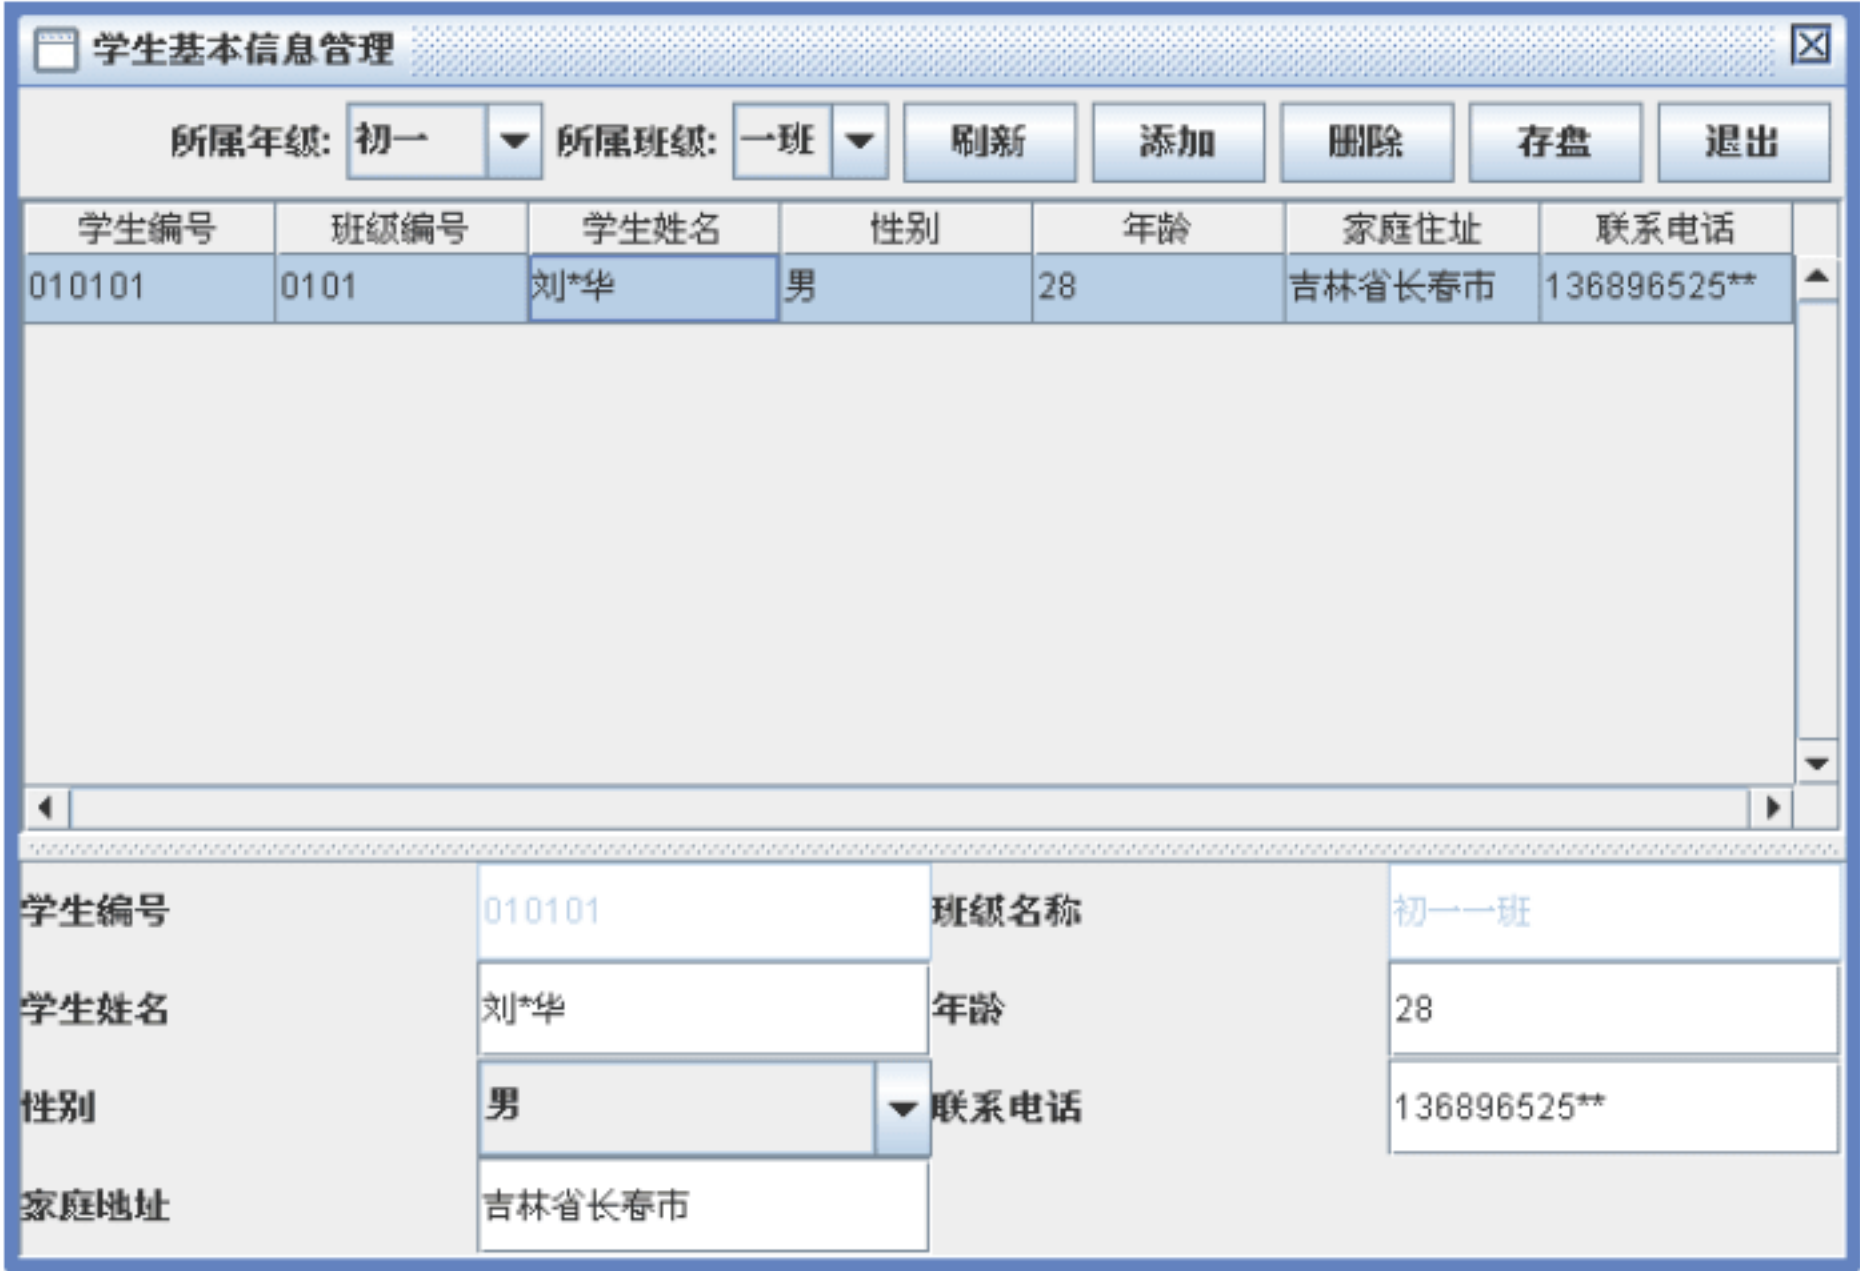 学生基本信息管理
所属年级: 初一 所属班级: 一班 刷新 添加 删除 存盘 退出
学生编号 班级编号 学生姓名 性别 年龄 家庭住址 联系电话
010101 0101 刘*华 男 28 吉林省长春市 136896525**
学生编号 010101 班级名称 初一一班
学生姓名 刘*华 年龄 28
性别 男 联系电话 136896525**
家庭地址 吉林省长春市